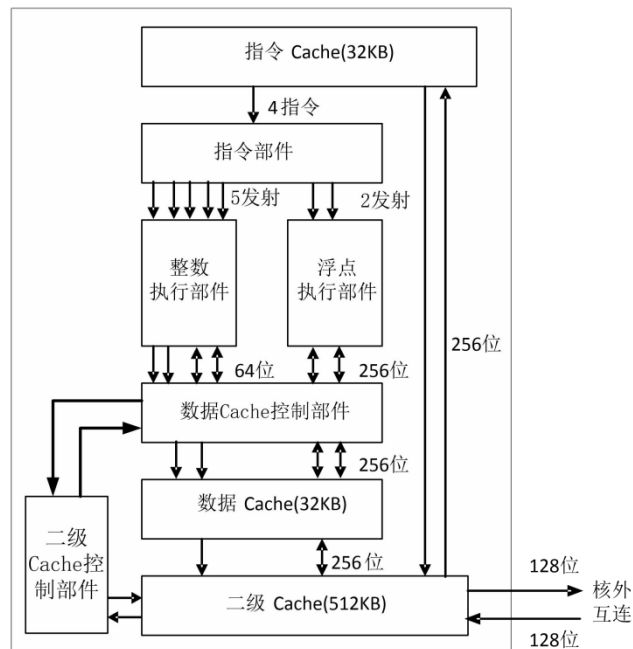 指令 Cache(32KB)
4指令
指令部件
5发射
2发射
整数
执行部件
浮点
执行部件
256位
64位
256位
数据Cache控制部件
256位
数据 Cache(32KB)
二级
Cache控
制部件
256位
二级 Cache(512KB)
128位
核外
互连
128位